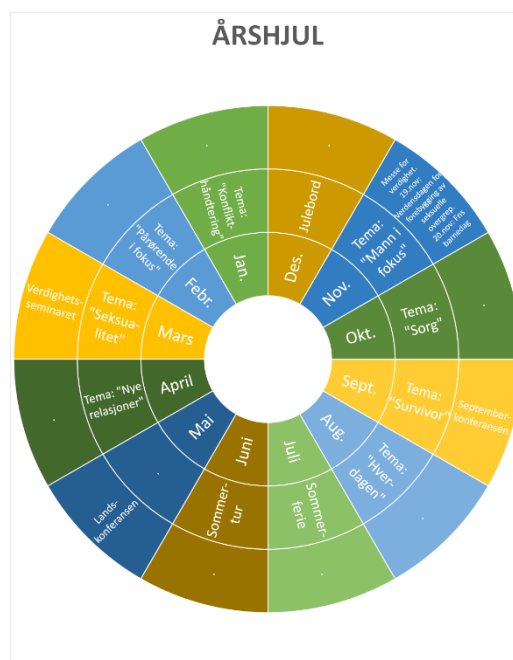 ÅRSHJUL
.
Tema:
"Konflikt-
håndtering"
Jan.
.
Julebord
Des.
Messe for
verdighet.
19.nov:
Verdensdagen for
forebygging av
seksuelle
overgrep.
20.nov: Fns
barnedag
Tema:
"Mann i
fokus"
Nov.
.
Tema:
"Sorg"
Okt.
September-
konferansen
Tema:
"Survivor"
Sept.
.
Tema:
"Hver-
dagen"
Aug.
.
Sommer-
ferie
Juli
.
Sommer-
tur
Juni
Lands-
konferansen
.
Mai
.
Tema: "Nye
relasjoner"
April
Verdighets-
seminaret
Tema:
"Seksua-
litet"
Mars
.
Tema:
"pårørende
i fokus"
Febr.